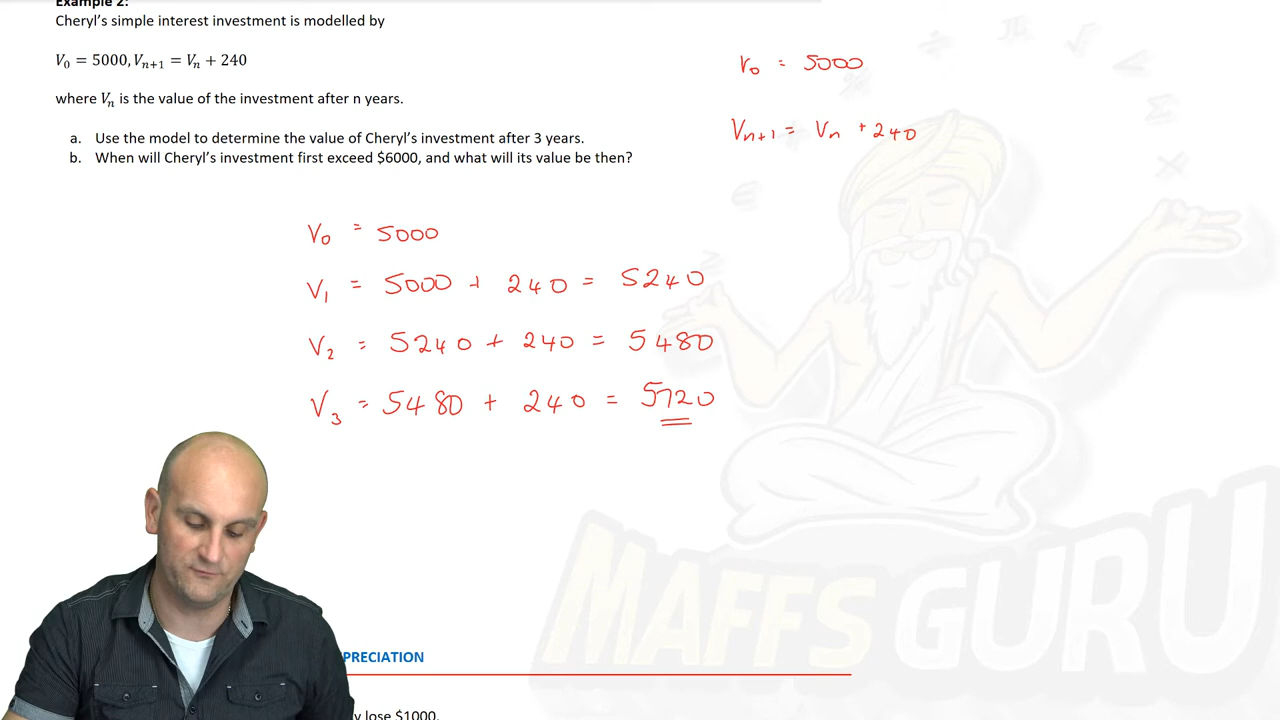 Example 2:
Cheryl's simple interest investment is modelled by
V₀ = 5000, Vₙ₊₁ = Vₙ + 240
where Vₙ is the value of the investment after n years.
a. Use the model to determine the value of Cheryl's investment after 3 years.
b. When will Cheryl's investment first exceed $6000, and what will its value be then?
V₀ = 5000
Vₙ₊₁ = Vₙ + 240
V₀ = 5000
V₁ = 5000 + 240 = 5240
V₂ = 5240 + 240 = 5480
V₃ = 5480 + 240 = 5720
MAFFS GURU
PRECIATION
lose $1000.